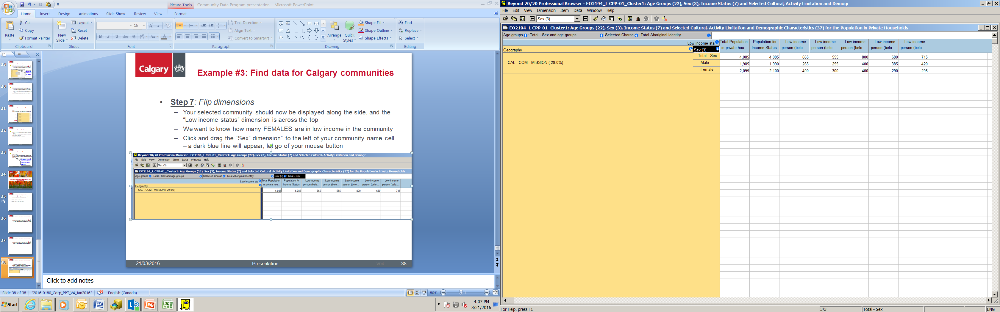 Picture Tools
Community Data Program presentation - Microsoft PowerPoint
Home Insert Design Animations Slide Show Review View Format
Paste
Cut
Copy
Format Painter
Clipboard
New Slide
Layout
Reset
Delete
Slides
16
B I U abe S AV Aa A
Font
Paragraph
Text Direction
Align Text
Convert to SmartArt
Arrange
Quick Styles
Shape Fill
Shape Outline
Shape Effects
Drawing
Find
Replace
Select
Editing
29
30
31
32
33
34
35
36
37
38
Calgary
Example #3: Find data for Calgary communities
• Step 7: Flip dimensions
– Your selected community should now be displayed along the side, and the
“Low income status” dimension is across the top
– We want to know how many FEMALES are in low income in the community
– Click and drag the “Sex” dimension” to the left of your community name cell
– a dark blue line will appear; let go of your mouse button
Beyond 20/20 Professional Browser - EO2194_L CPP-01_Cluster1: Age Groups (22), Sex (3), Income Status (7) and Selected Cultural, Activity Limitation and Demogr
File Edit View Dimension Item Data Window Help
Sex (3)
EO2194_L CPP-01_Cluster1: Age Groups (22), Sex (3), Income Status (7) and Selected Cultural, Activity Limitation and Demographic Characteristics (37) for the Population in Private Households
Age groups : Total - Sex and age groups Selected Charac : Total Aboriginal Identity Sex (3) : Total - Sex
Low income sta Total Population Population for Low-income Low-income Low-income Low-income Low-income
Geography in private hou... Income Status person (belo... person (belo... person (belo... person (belo... person (belo...
CAL - COM - MISSION ( 29.0%) 4,085 4,085 665 555 800 680 715
21/03/2016 Presentation V04 38
Click to add notes
Slide 38 of 38 "2016-0180_Corp_PPT_V4_Jan2016" English (Canada) 80%
Start
4:07 PM
3/21/2016
Beyond 20/20 Professional Browser - EO2194_L CPP-01_Cluster1: Age Groups (22), Sex (3), Income Status (7) and Selected Cultural, Activity Limitation and Demogr
File Edit View Dimension Item Data Window Help
Sex (3)
EO2194_L CPP-01_Cluster1: Age Groups (22), Sex (3), Income Status (7) and Selected Cultural, Activity Limitation and Demographic Characteristics (37) for the Population in Private Households
Age groups : Total - Sex and age groups Selected Charac : Total Aboriginal Identity
Low income sta Total Population Population for Low-income Low-income Low-income Low-income Low-income
Geography Sex (3) in private hou... Income Status person (belo... person (belo... person (belo... person (belo... person (belo...
CAL - COM - MISSION ( 29.0%)
Total - Sex 4,085 4,085 665 555 800 680 715
Male 1,985 1,990 265 255 400 385 420
Female 2,095 2,100 400 300 400 290 295
For Help, press F1 3/3 Total - Sex ENG